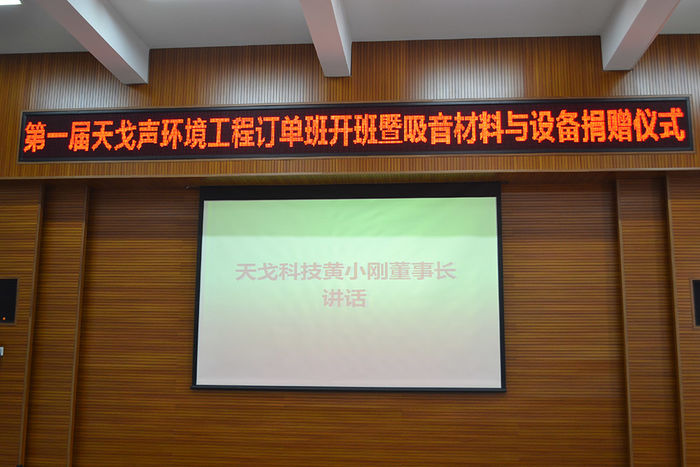 第一届天戈声环境工程订单班开班暨吸音材料与设备捐赠仪式
天戈科技黄小刚董事长
讲话